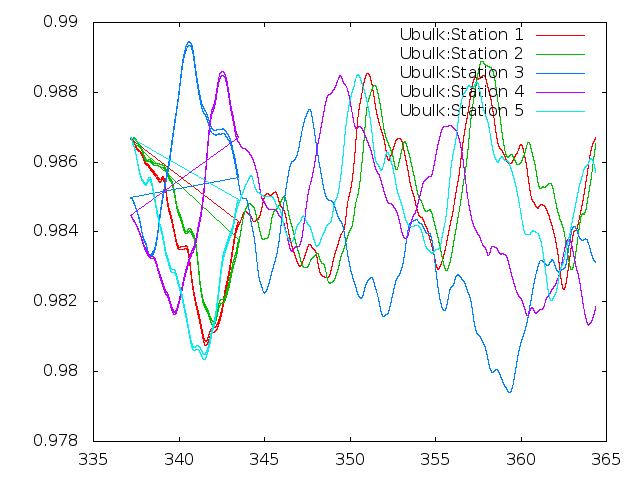 0.99
0.988
0.986
0.984
0.982
0.98
0.978
335 340 345 350 355 360 365
Ubulk:Station 1
Ubulk:Station 2
Ubulk:Station 3
Ubulk:Station 4
Ubulk:Station 5